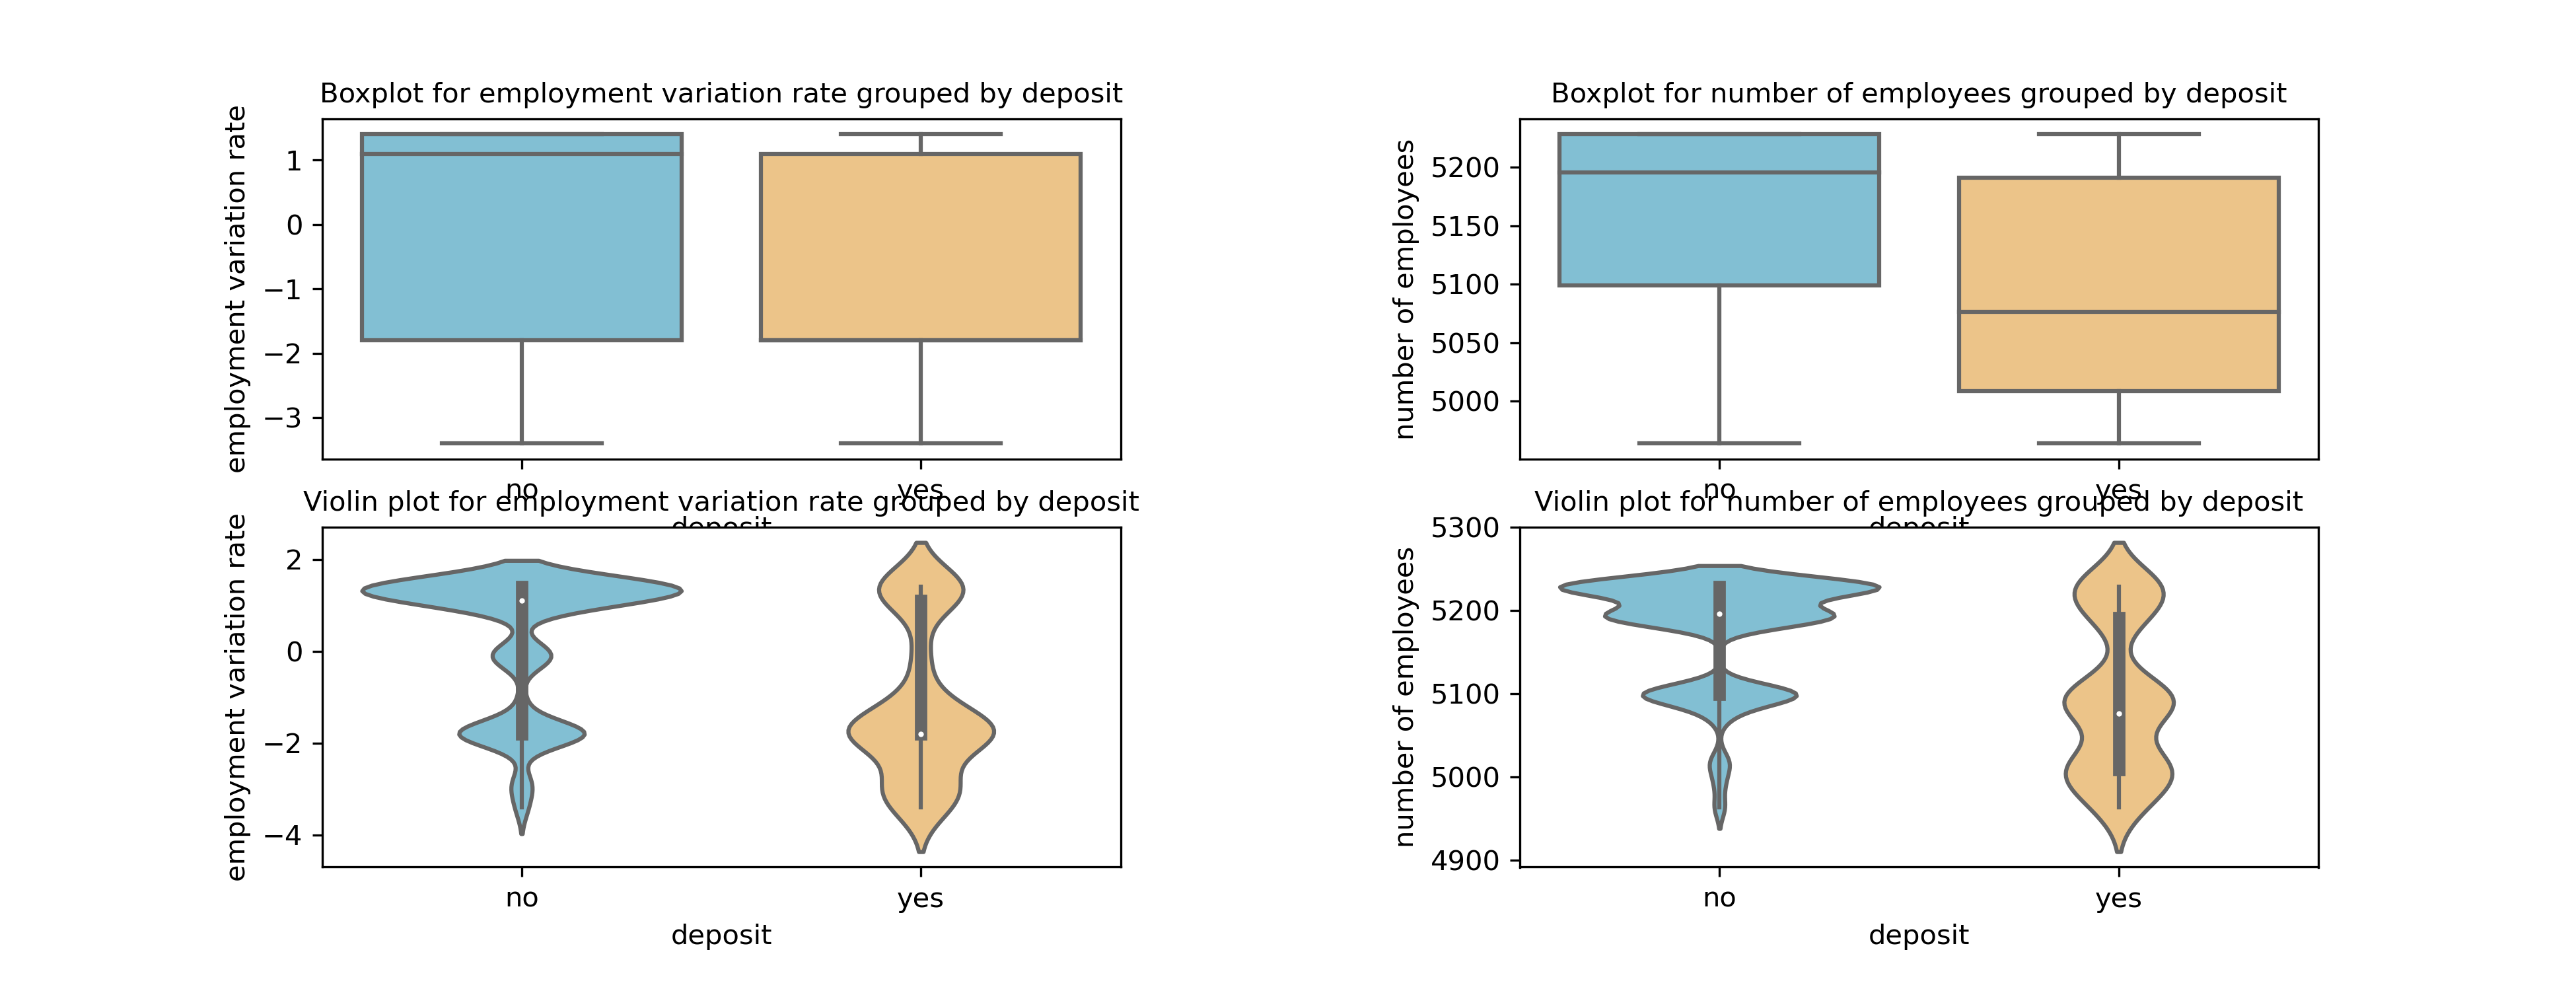 Boxplot for employment variation rate grouped by deposit
employment variation rate
1
0
−1
−2
−3
no
yes
deposit
Boxplot for number of employees grouped by deposit
number of employees
5200
5150
5100
5050
5000
no
yes
deposit
Violin plot for employment variation rate grouped by deposit
employment variation rate
2
0
−2
−4
no
yes
deposit
Violin plot for number of employees grouped by deposit
number of employees
5300
5200
5100
5000
4900
no
yes
deposit